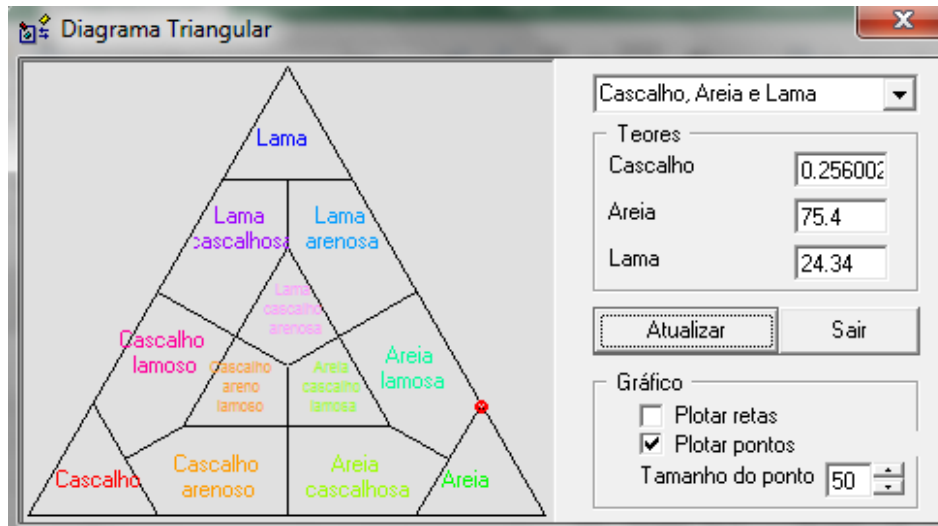 Diagrama Triangular
Lama
Lama
cascalhosa
Lama
arenosa
Lama
cascalho
arenosa
Cascalho
lamoso
Cascalho
areno
lamoso
Areia
cascalho
lamosa
Areia
lamosa
Cascalho
Cascalho
arenoso
Areia
cascalhosa
Areia
Cascalho, Areia e Lama
Teores
Cascalho
0.256002
Areia
75.4
Lama
24.34
Atualizar
Sair
Gráfico
Plotar retas
Plotar pontos
Tamanho do ponto
50